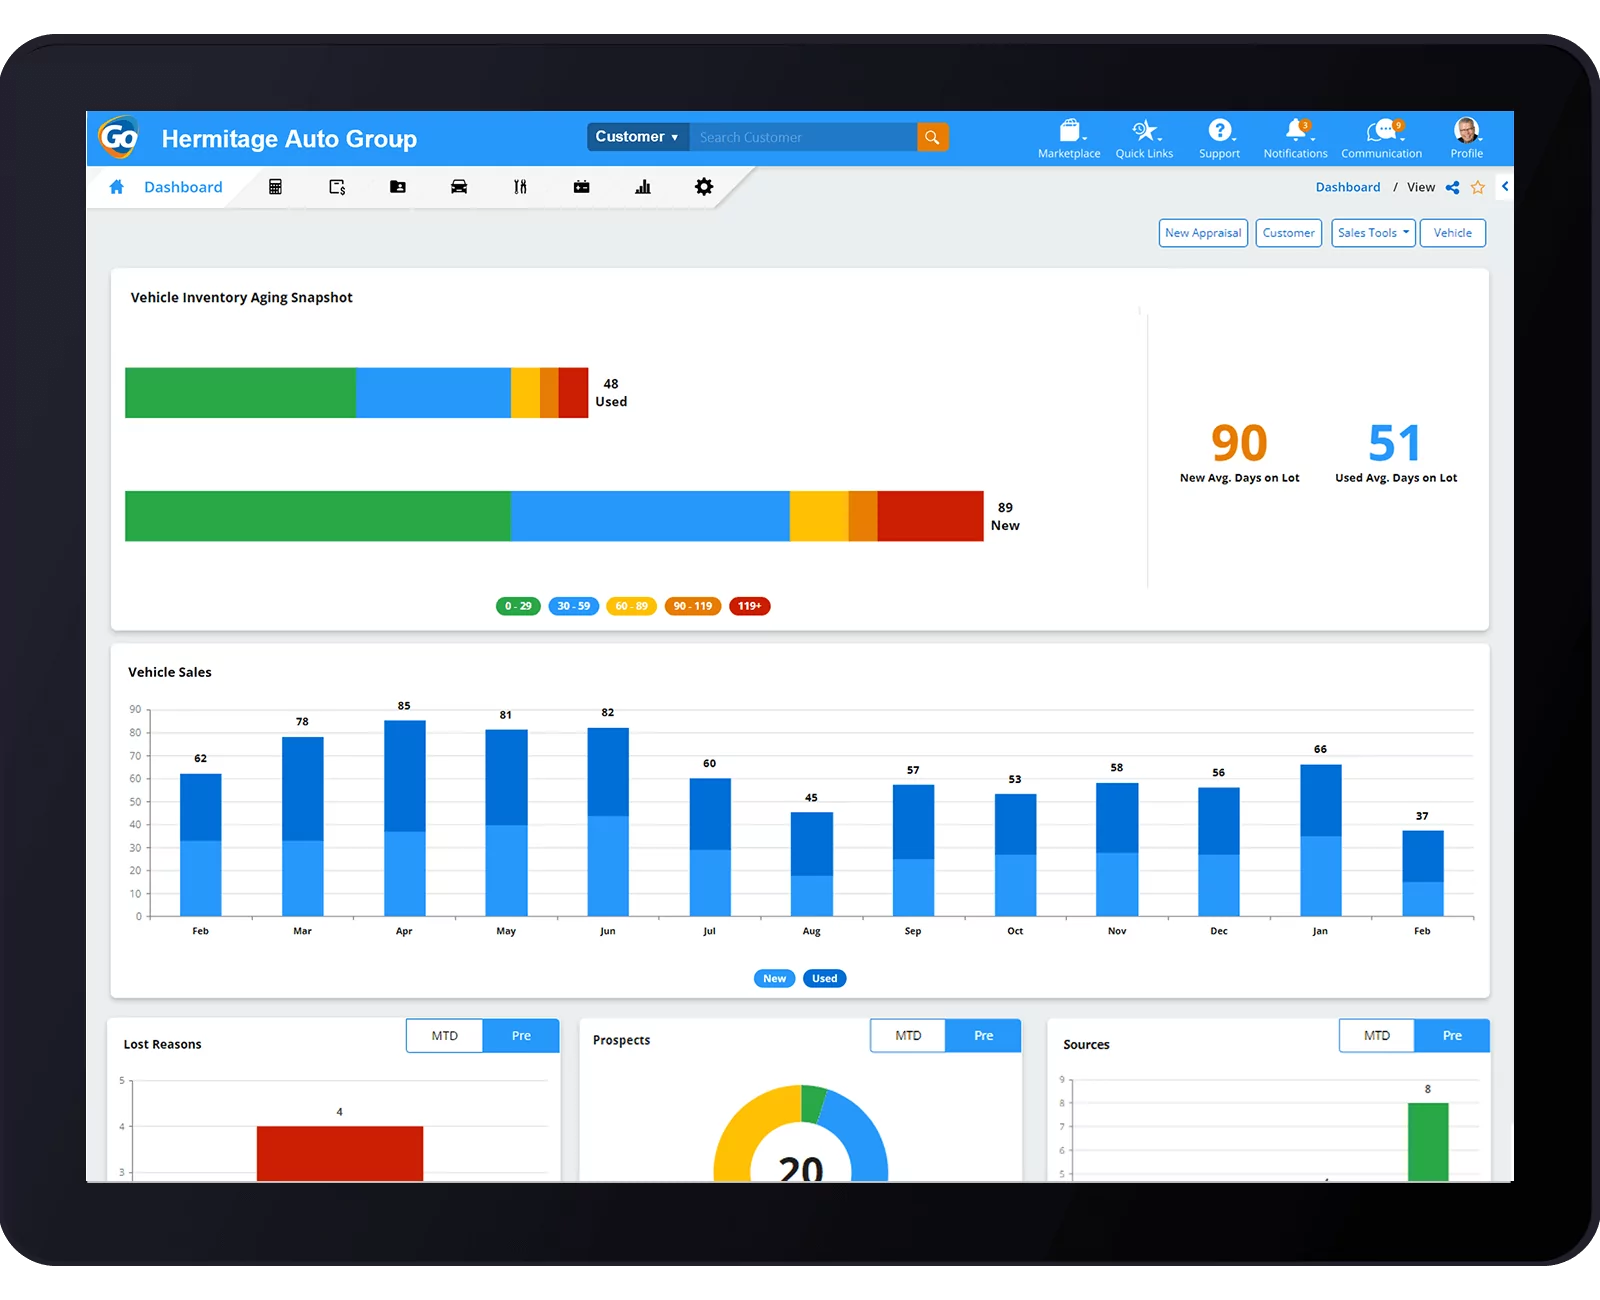 Go Hermitage Auto Group
Customer ▾ Search Customer
Marketplace Quick Links Support 3 Notifications 9 Communication Profile
Dashboard
Dashboard / View
New Appraisal Customer Sales Tools Vehicle
Vehicle Inventory Aging Snapshot
48
Used
89
New
90
New Avg. Days on Lot
51
Used Avg. Days on Lot
0 - 29 30 - 59 60 - 89 90 - 119 119+
Vehicle Sales
90
80
70
60
50
40
30
20
10
0
62 78 85 81 82 60 45 57 53 58 56 66 37
Feb Mar Apr May Jun Jul Aug Sep Oct Nov Dec Jan Feb
New Used
Lost Reasons
MTD Pre
5
4
3
4
Prospects
MTD Pre
20
Sources
MTD Pre
9
8
7
6
5
8